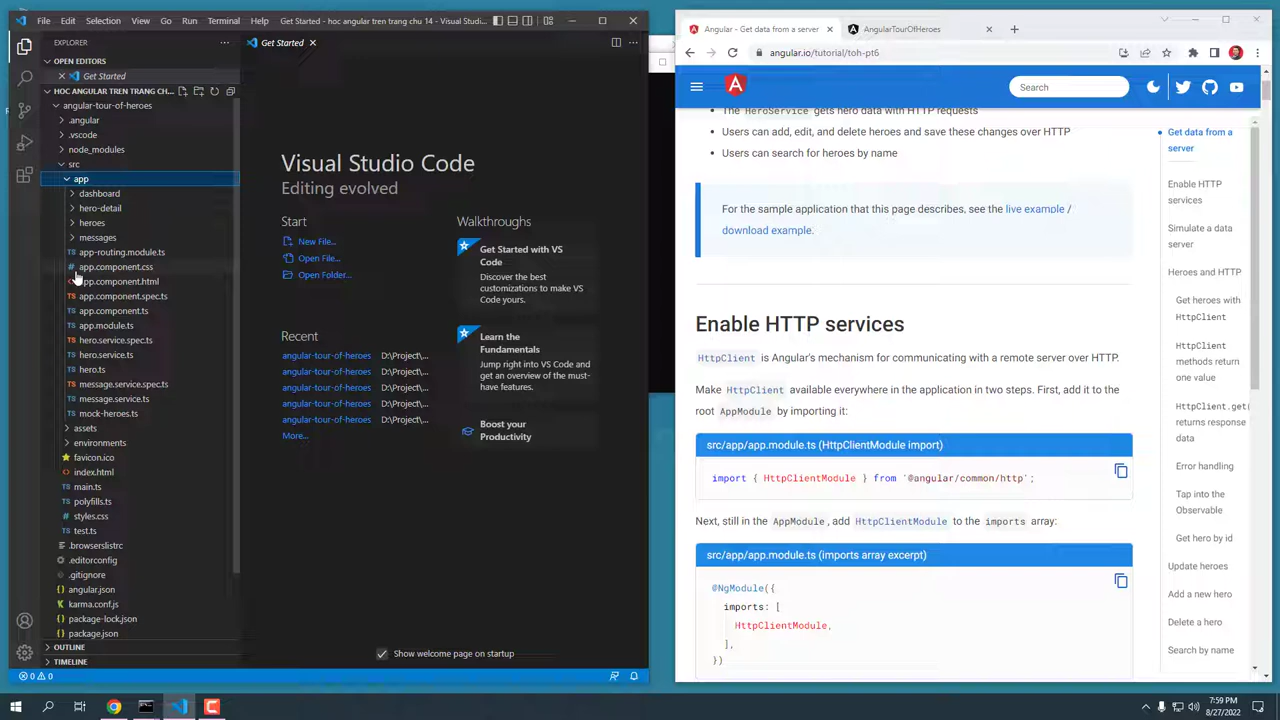 File Edit Selection View Go Run Terminal Help Get Started - hoc angular tren trang chu 14 - Visual Studio Code
EXPLORER
Get Started
OPEN EDITORS
Get Started
HOC ANGULAR TREN TRANG CH...
angular-tour-of-heroes
.angular
.vscode
node_modules
src
app
dashboard
hero-detail
heroes
messages
app-routing.module.ts
app.component.css
app.component.html
app.component.spec.ts
app.component.ts
app.module.ts
hero.service.spec.ts
hero.service.ts
hero.ts
message.service.spec.ts
message.service.ts
mock-heroes.ts
assets
environments
favicon.ico
index.html
main.ts
polyfills.ts
styles.css
test.ts
.browserslistrc
.editorconfig
.gitignore
angular.json
karma.conf.js
package-lock.json
package.json
OUTLINE
TIMELINE
0 0
Visual Studio Code
Editing evolved
Start
New File...
Open File...
Open Folder...
Recent
angular-tour-of-heroes D:\Project\...
angular-tour-of-heroes D:\Project\...
angular-tour-of-heroes D:\Project\...
angular-tour-of-heroes D:\Project\...
angular-tour-of-heroes D:\Project\...
More...
Walkthroughs
Get Started with VS
Code
Discover the best
customizations to make VS
Code yours.
Learn the
Fundamentals
Jump right into VS Code and
get an overview of the must-
have features.
Boost your
Productivity
Show welcome page on startup
Angular - Get data from a server
AngularTourOfHeroes
angular.io/tutorial/toh-pt6
Search
The HeroService gets hero data with HTTP requests
Users can add, edit, and delete heroes and save these changes over HTTP
Users can search for heroes by name
For the sample application that this page describes, see the live example /
download example.
Enable HTTP services
HttpClient is Angular's mechanism for communicating with a remote server over HTTP.
Make HttpClient available everywhere in the application in two steps. First, add it to the
root AppModule by importing it:
src/app/app.module.ts (HttpClientModule import)
import { HttpClientModule } from '@angular/common/http';
Next, still in the AppModule, add HttpClientModule to the imports array:
src/app/app.module.ts (imports array excerpt)
@NgModule({
imports: [
HttpClientModule,
],
})
Get data from a
server
Enable HTTP
services
Simulate a data
server
Heroes and HTTP
Get heroes with
HttpClient
HttpClient
methods return
one value
HttpClient.get(
returns response
data
Error handling
Tap into the
Observable
Get hero by id
Update heroes
Add a new hero
Delete a hero
Search by name
7:59 PM
8/27/2022